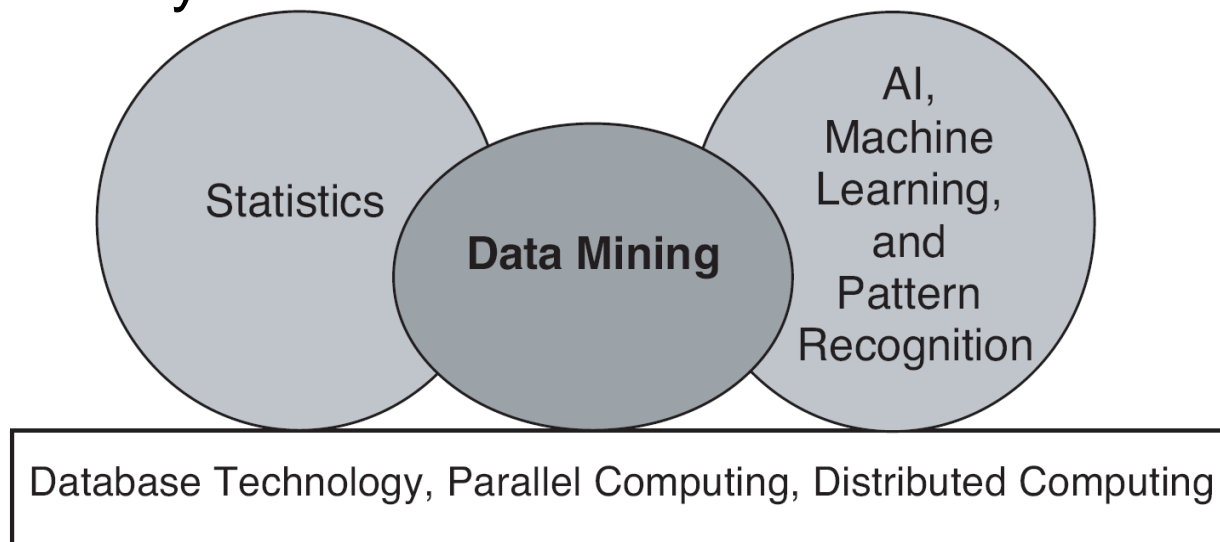 Statistics
Data Mining
AI,
Machine
Learning,
and
Pattern
Recognition
Database Technology, Parallel Computing, Distributed Computing